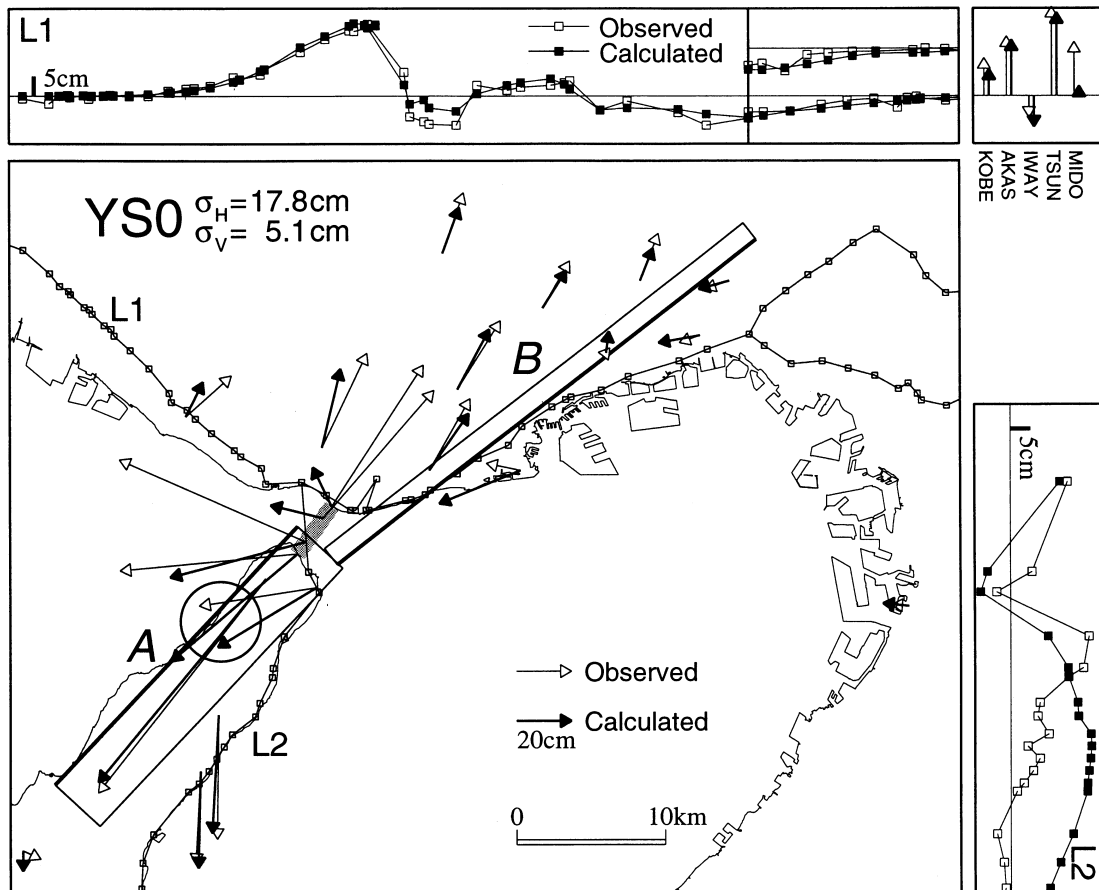 L1
Observed
Calculated
5cm
KOBE
AKAS
IWAY
TSUN
MIDO
YS0
σH=17.8cm
σV= 5.1cm
L1
B
A
L2
Observed
Calculated
20cm
0 10km
5cm
L2